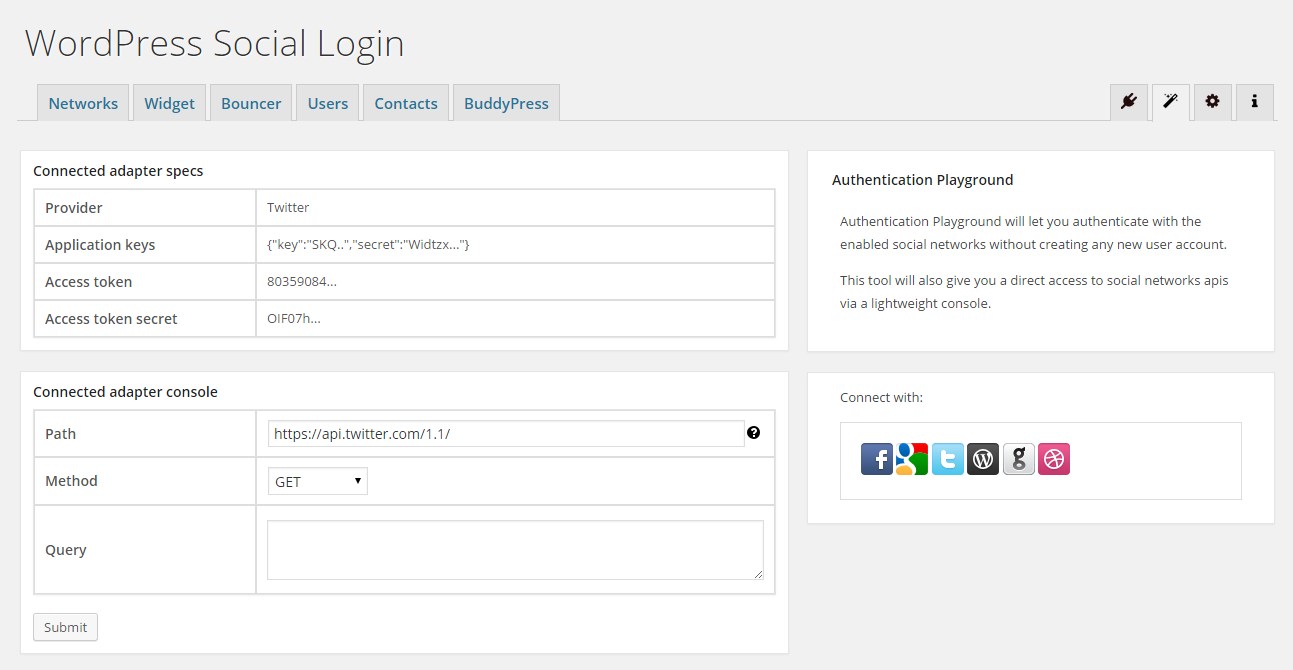 WordPress Social Login
Networks Widget Bouncer Users Contacts BuddyPress
Connected adapter specs
Provider Twitter
Application keys {"key":"SKQ..","secret":"Widtzx..."}
Access token 80359084...
Access token secret OIF07h...
Connected adapter console
Path https://api.twitter.com/1.1/
Method GET
Query
Submit
Authentication Playground
Authentication Playground will let you authenticate with the
enabled social networks without creating any new user account.
This tool will also give you a direct access to social networks apis
via a lightweight console.
Connect with: